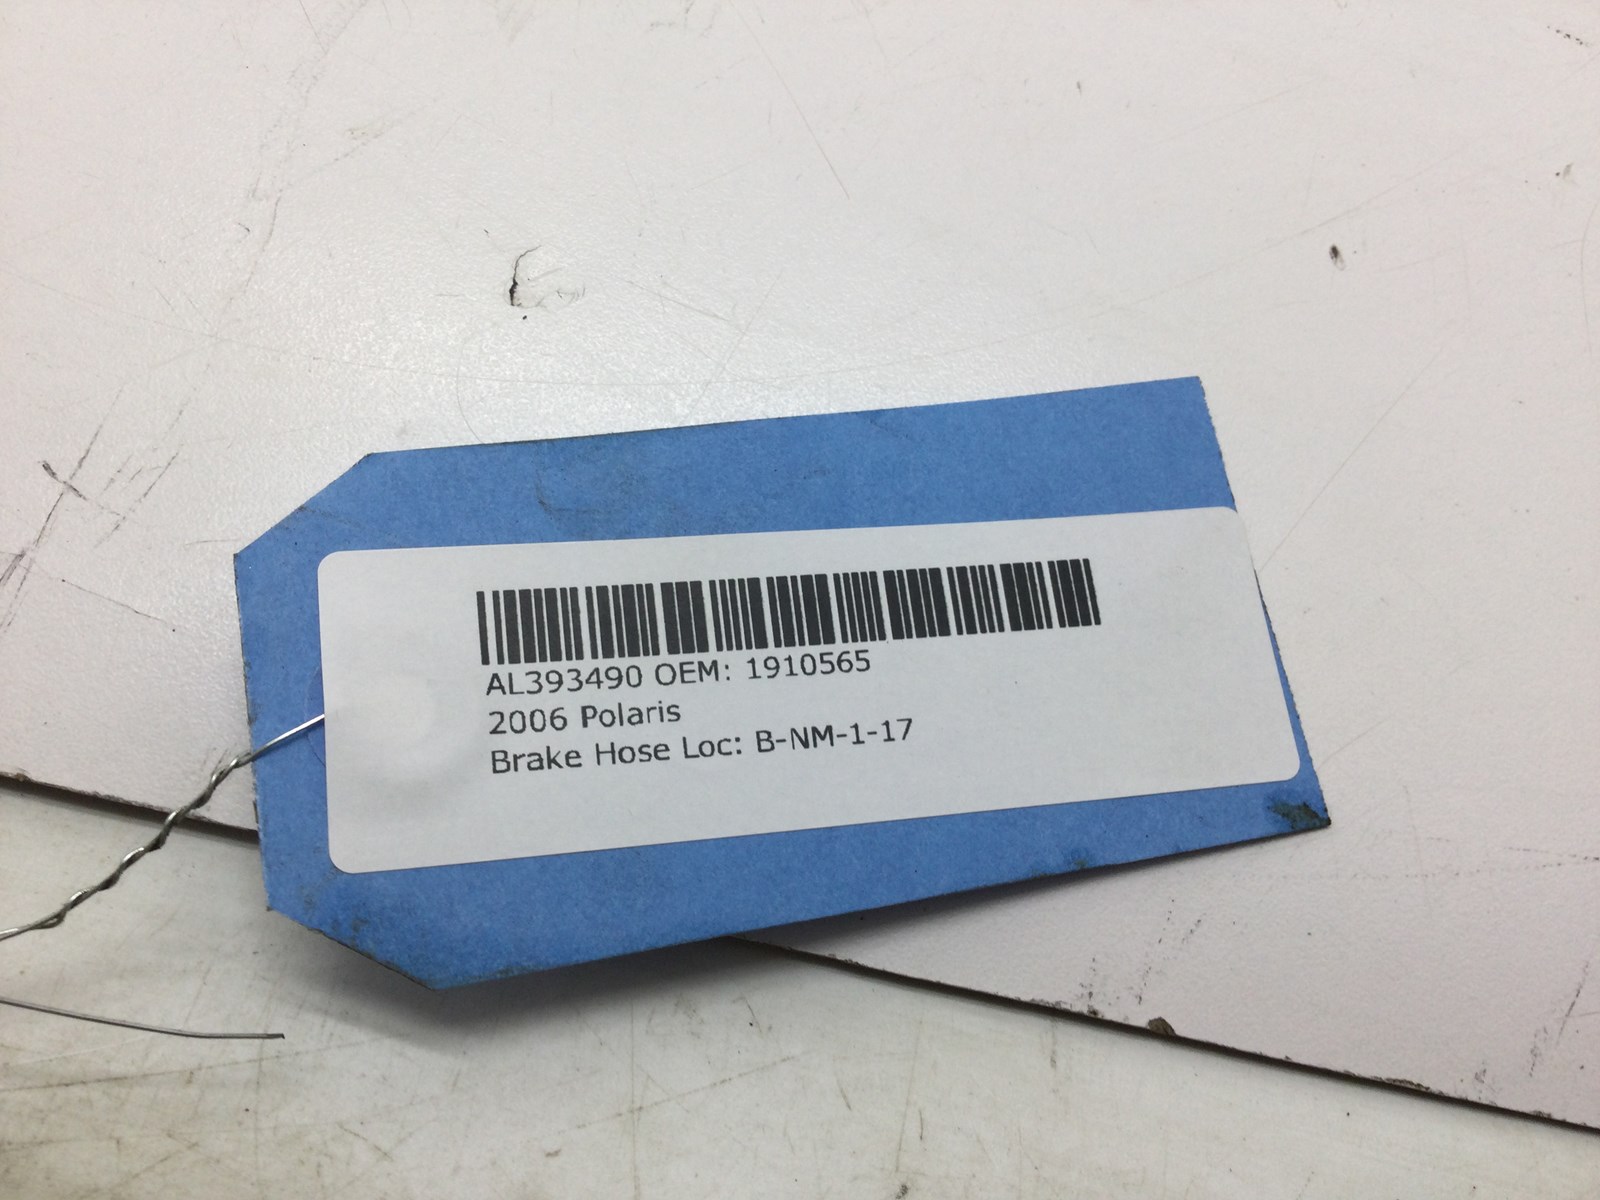 AL393490 OEM: 1910565
2006 Polaris
Brake Hose Loc: B-NM-1-17